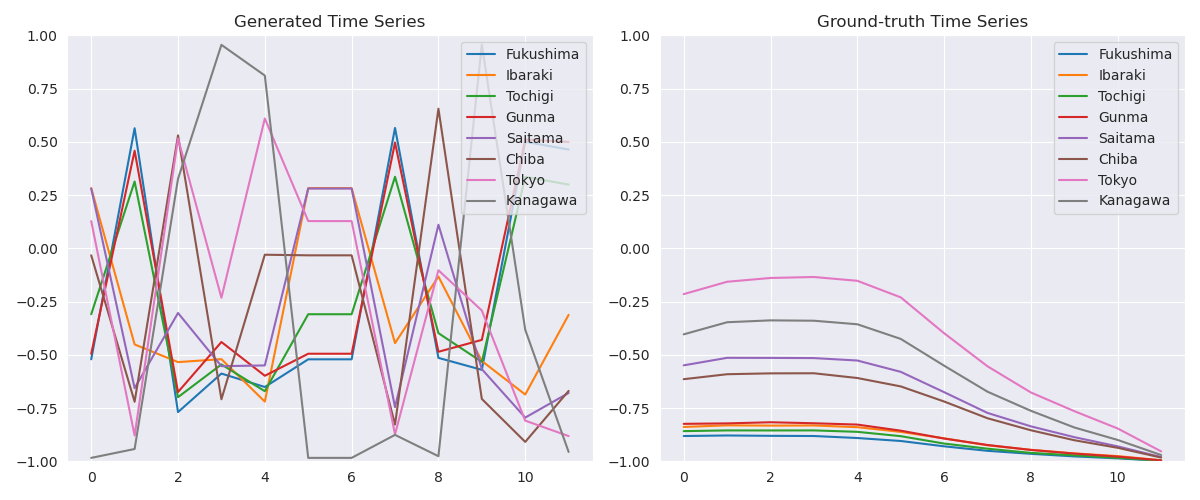 Generated Time Series
1.00
0.75
0.50
0.25
0.00
−0.25
−0.50
−0.75
−1.00
0 2 4 6 8 10
Fukushima
Ibaraki
Tochigi
Gunma
Saitama
Chiba
Tokyo
Kanagawa
Ground-truth Time Series
1.00
0.75
0.50
0.25
0.00
−0.25
−0.50
−0.75
−1.00
0 2 4 6 8 10
Fukushima
Ibaraki
Tochigi
Gunma
Saitama
Chiba
Tokyo
Kanagawa